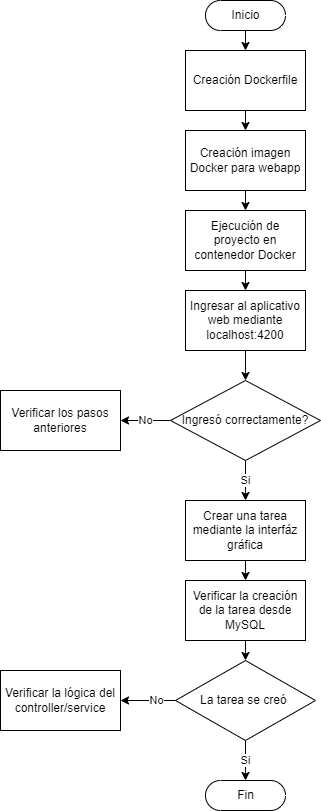 Inicio
Creación Dockerfile
Creación imagen
Docker para webapp
Ejecución de
proyecto en
contenedor Docker
Ingresar al aplicativo
web mediante
localhost:4200
Ingresó correctamente?
No
Verificar los pasos
anteriores
Si
Crear una tarea
mediante la interfáz
gráfica
Verificar la creación
de la tarea desde
MySQL
La tarea se creó
No
Verificar la lógica del
controller/service
Si
Fin